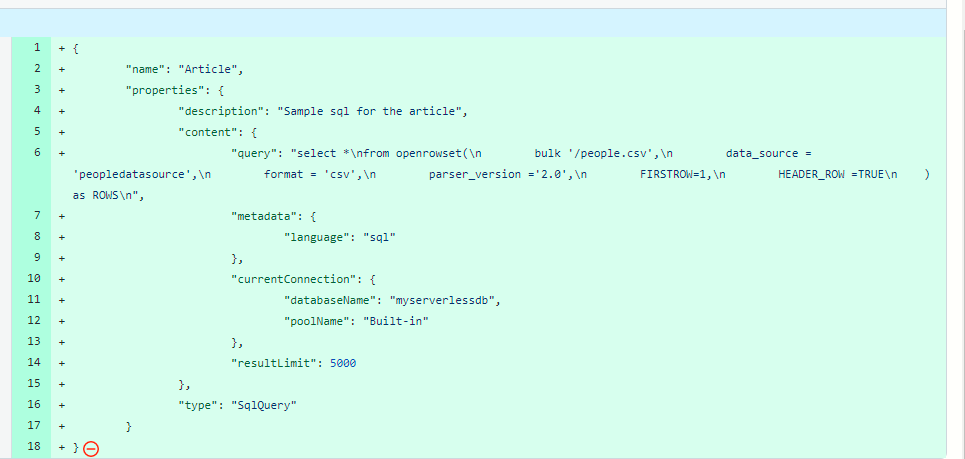 1 + {
2 + "name": "Article",
3 + "properties": {
4 + "description": "Sample sql for the article",
5 + "content": {
6 + "query": "select *\nfrom openrowset(\n bulk '/people.csv',\n data_source =
'peopledatasource',\n format = 'csv',\n parser_version ='2.0',\n FIRSTROW=1,\n HEADER_ROW =TRUE\n )
as ROWS\n",
7 + "metadata": {
8 + "language": "sql"
9 + },
10 + "currentConnection": {
11 + "databaseName": "myserverlessdb",
12 + "poolName": "Built-in"
13 + },
14 + "resultLimit": 5000
15 + },
16 + "type": "SqlQuery"
17 + }
18 + }